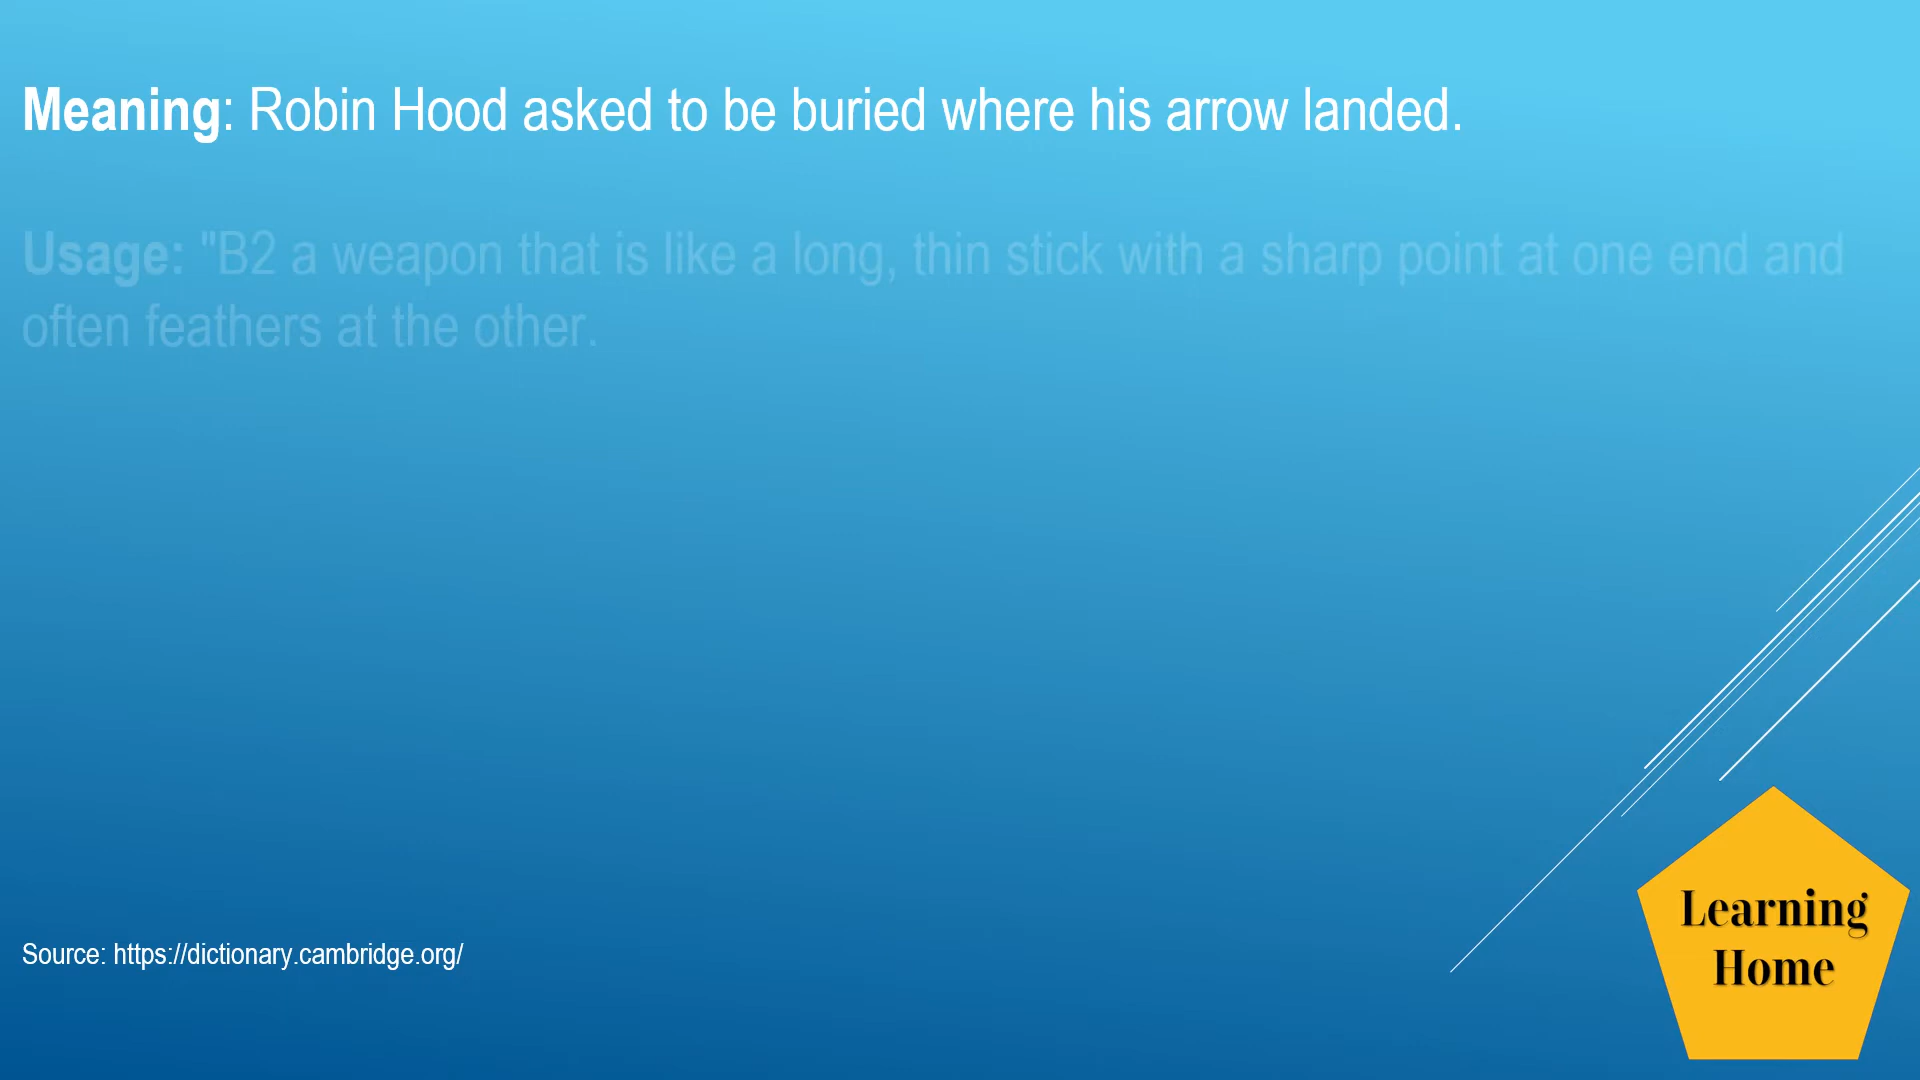 Meaning: Robin Hood asked to be buried where his arrow landed.
Usage: "B2 a weapon that is like a long, thin stick with a sharp point at one end and
often feathers at the other.
Source: https://dictionary.cambridge.org/
Learning
Home